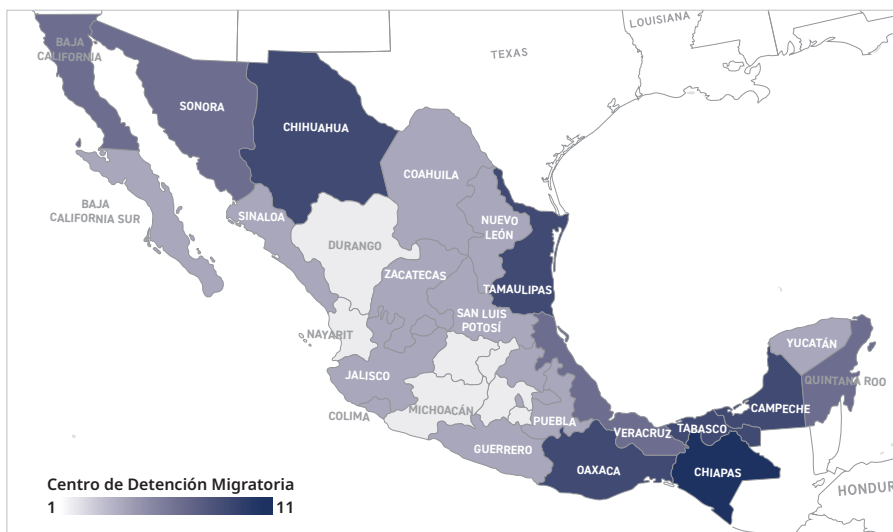 LOUISIANA
BAJA
CALIFORNIA
TEXAS
SONORA
CHIHUAHUA
COAHUILA
BAJA
CALIFORNIA SUR
SINALOA
NUEVO
LEÓN
DURANGO
ZACATECAS
TAMAULIPAS
SAN LUIS
POTOSÍ
NAYARIT
YUCATÁN
JALISCO
QUINTANA ROO
COLIMA
MICHOACÁN
CAMPECHE
PUEBLA
VERACRUZ
TABASCO
GUERRERO
OAXACA
CHIAPAS
HONDUR
Centro de Detención Migratoria
1 11